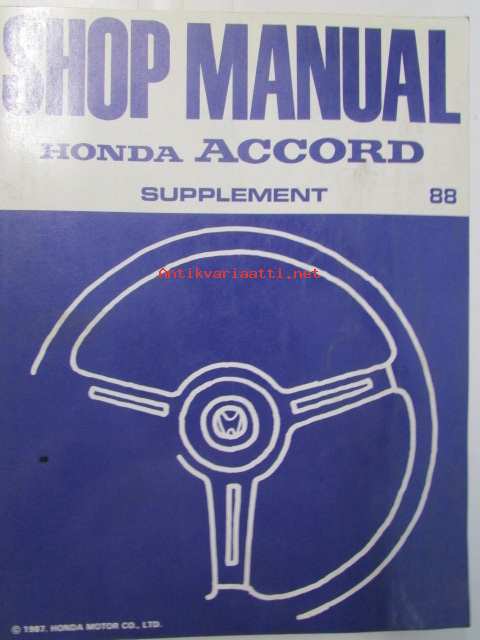 SHOP MANUAL
HONDA ACCORD
SUPPLEMENT 88
Antikvariaatti.net
© 1987. HONDA MOTOR CO., LTD.